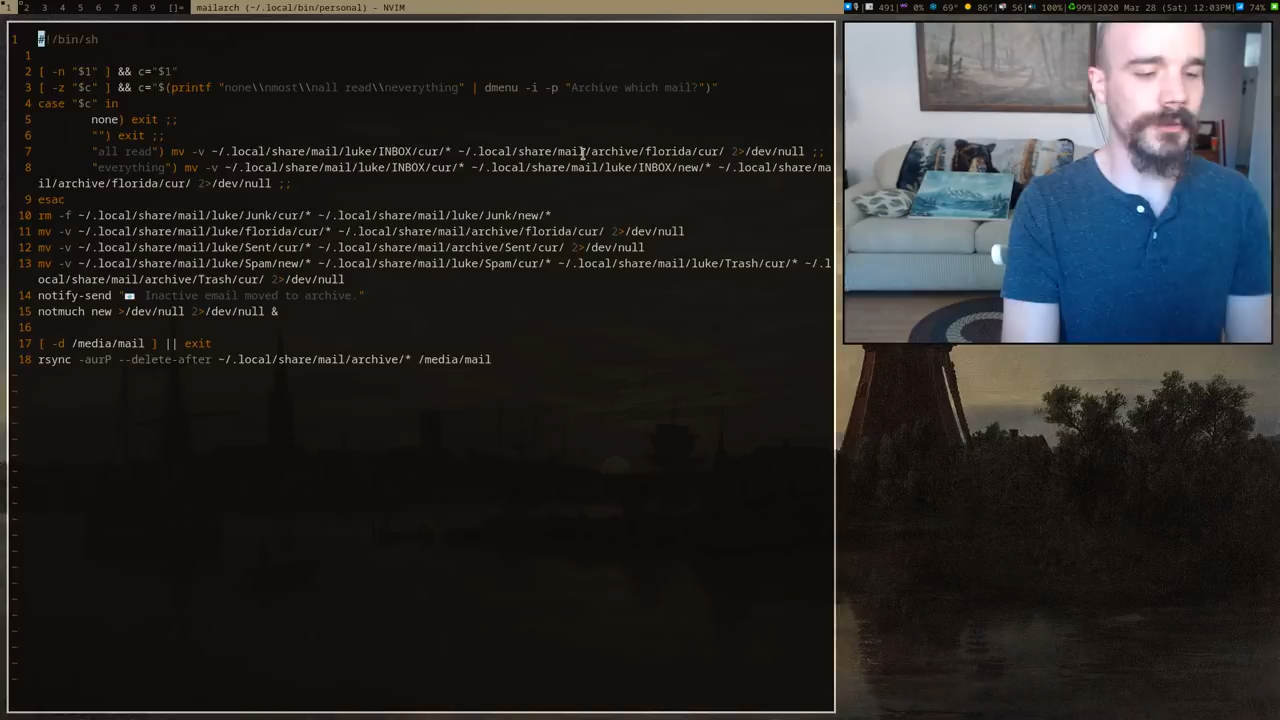 1 2 3 4 5 6 7 8 9 []= mailarch (~/.local/bin/personal) - NVIM 491| 0% 69° 86° 56| 100%| 99%|2020 Mar 28 (Sat) 12:03PM| 74%
1 #!/bin/sh
1
2 [ -n "$1" ] && c="$1"
3 [ -z "$c" ] && c="$(printf "none\\nmost\\nall read\\neverything" | dmenu -i -p "Archive which mail?")"
4 case "$c" in
5 none) exit ;;
6 "") exit ;;
7 "all read") mv -v ~/.local/share/mail/luke/INBOX/cur/* ~/.local/share/mail/archive/florida/cur/ 2>/dev/null ;;
8 "everything") mv -v ~/.local/share/mail/luke/INBOX/cur/* ~/.local/share/mail/luke/INBOX/new/* ~/.local/share/ma
il/archive/florida/cur/ 2>/dev/null ;;
9 esac
10 rm -f ~/.local/share/mail/luke/Junk/cur/* ~/.local/share/mail/luke/Junk/new/*
11 mv -v ~/.local/share/mail/luke/florida/cur/* ~/.local/share/mail/archive/florida/cur/ 2>/dev/null
12 mv -v ~/.local/share/mail/luke/Sent/cur/* ~/.local/share/mail/archive/Sent/cur/ 2>/dev/null
13 mv -v ~/.local/share/mail/luke/Spam/new/* ~/.local/share/mail/luke/Spam/cur/* ~/.local/share/mail/luke/Trash/cur/* ~/.l
ocal/share/mail/archive/Trash/cur/ 2>/dev/null
14 notify-send "📧 Inactive email moved to archive."
15 notmuch new >/dev/null 2>/dev/null &
16
17 [ -d /media/mail ] || exit
18 rsync -aurP --delete-after ~/.local/share/mail/archive/* /media/mail